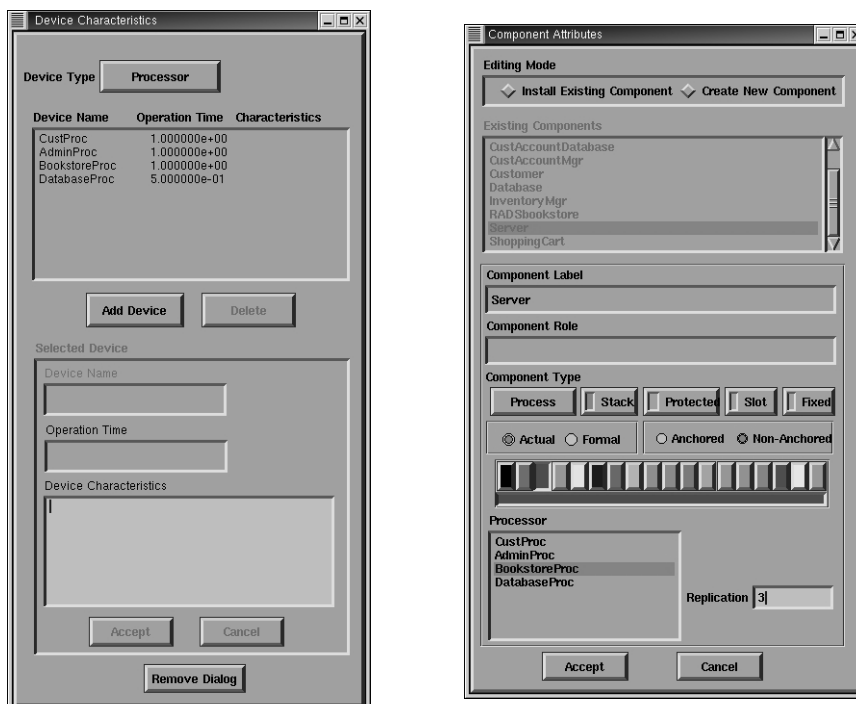 Device Characteristics
Device Type Processor
Device Name Operation Time Characteristics
CustProc 1.000000e+00
AdminProc 1.000000e+00
BookstoreProc 1.000000e+00
DatabaseProc 5.000000e-01
Add Device Delete
Selected Device
Device Name
Operation Time
Device Characteristics
Accept Cancel
Remove Dialog
Component Attributes
Editing Mode
Install Existing Component Create New Component
Existing Components
CustAccountDatabase
CustAccountMgr
Customer
Database
InventoryMgr
RADSbookstore
Server
ShoppingCart
Component Label
Server
Component Role
Component Type
Process Stack Protected Slot Fixed
Actual Formal Anchored Non-Anchored
Processor
CustProc
AdminProc
BookstoreProc
DatabaseProc
Replication 3
Accept Cancel